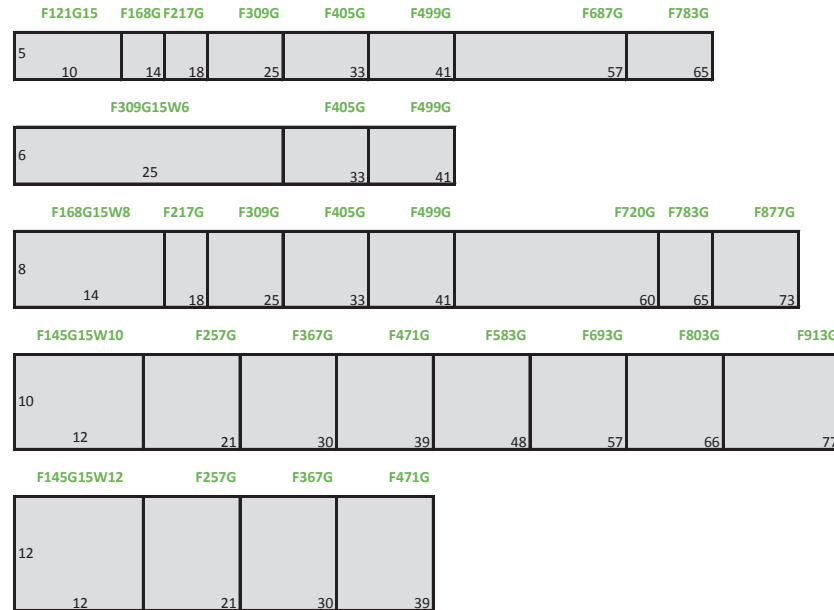 F121G15 F168G F217G F309G F405G F499G F687G F783G
5
10 14 18 25 33 41 57 65
F309G15W6 F405G F499G
6
25 33 41
F168G15W8 F217G F309G F405G F499G F720G F783G F877G
8
14 18 25 33 41 60 65 73
F145G15W10 F257G F367G F471G F583G F693G F803G F913G
10
12 21 30 39 48 57 66 77
F145G15W12 F257G F367G F471G
12
12 21 30 39